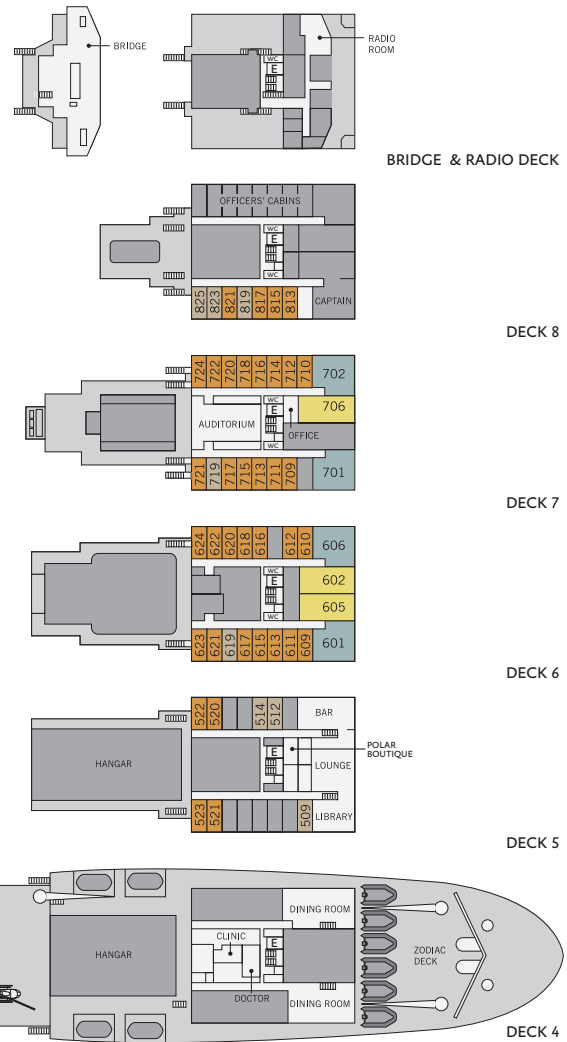 BRIDGE
WC
E
RADIO
ROOM
BRIDGE & RADIO DECK
OFFICERS' CABINS
WC
E
WC
825 823 821 819 817 815 813
CAPTAIN
DECK 8
724 722 720 718 716 714 712 710 702
WC
E
706
AUDITORIUM
OFFICE
WC
721 719 717 715 713 711 709 701
DECK 7
624 622 620 618 616 612 610 606
WC
E
602
605
WC
623 621 619 617 615 613 611 609 601
DECK 6
522 520 514 512 BAR
POLAR
BOUTIQUE
E
HANGAR
LOUNGE
523 521 509 LIBRARY
DECK 5
DINING ROOM
CLINIC
E
HANGAR
ZODIAC
DECK
DOCTOR
DINING ROOM
DECK 4